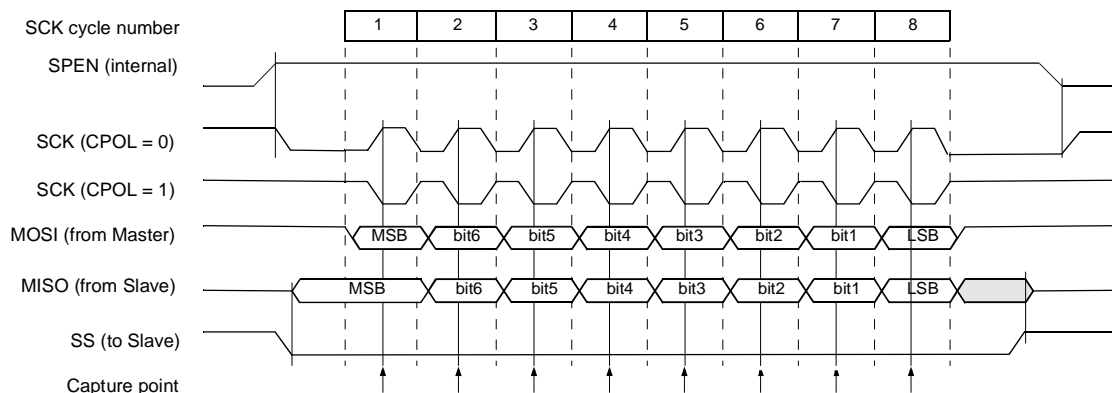 SCK cycle number 1 2 3 4 5 6 7 8
SPEN (internal)
SCK (CPOL = 0)
SCK (CPOL = 1)
MOSI (from Master) MSB bit6 bit5 bit4 bit3 bit2 bit1 LSB
MISO (from Slave) MSB bit6 bit5 bit4 bit3 bit2 bit1 LSB
SS (to Slave)
Capture point